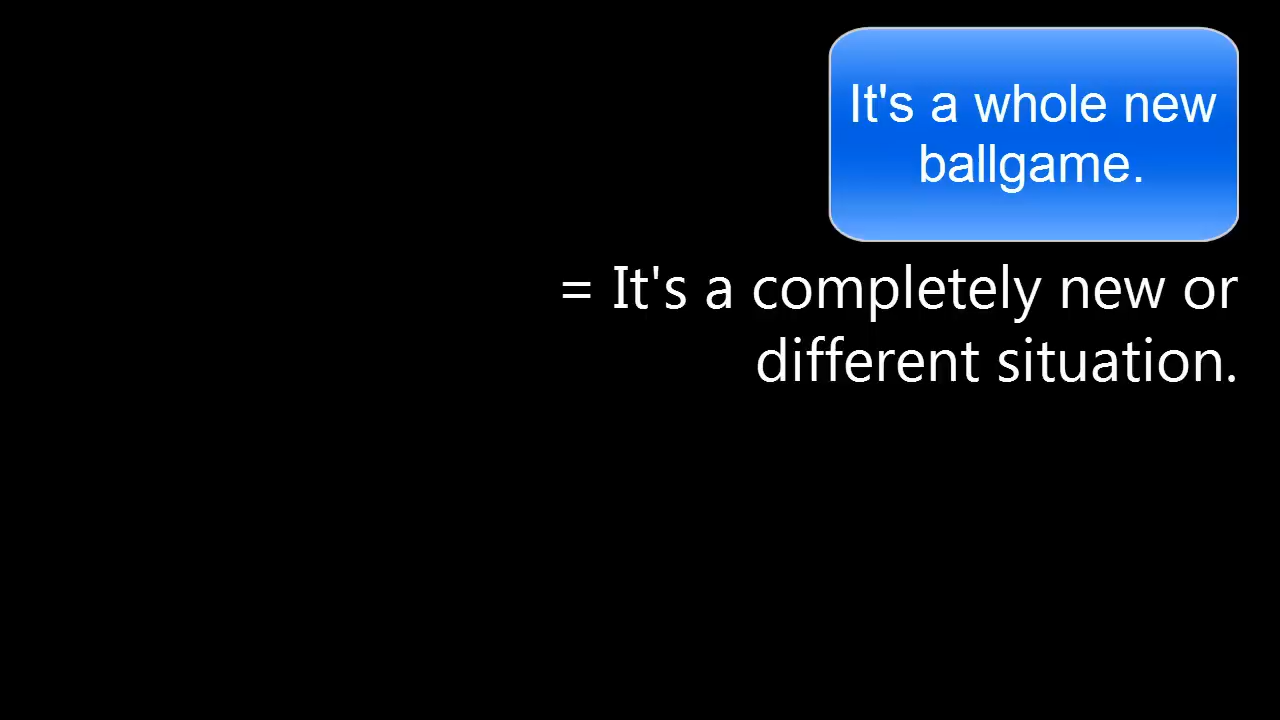 It's a whole new
ballgame.
= It's a completely new or
different situation.